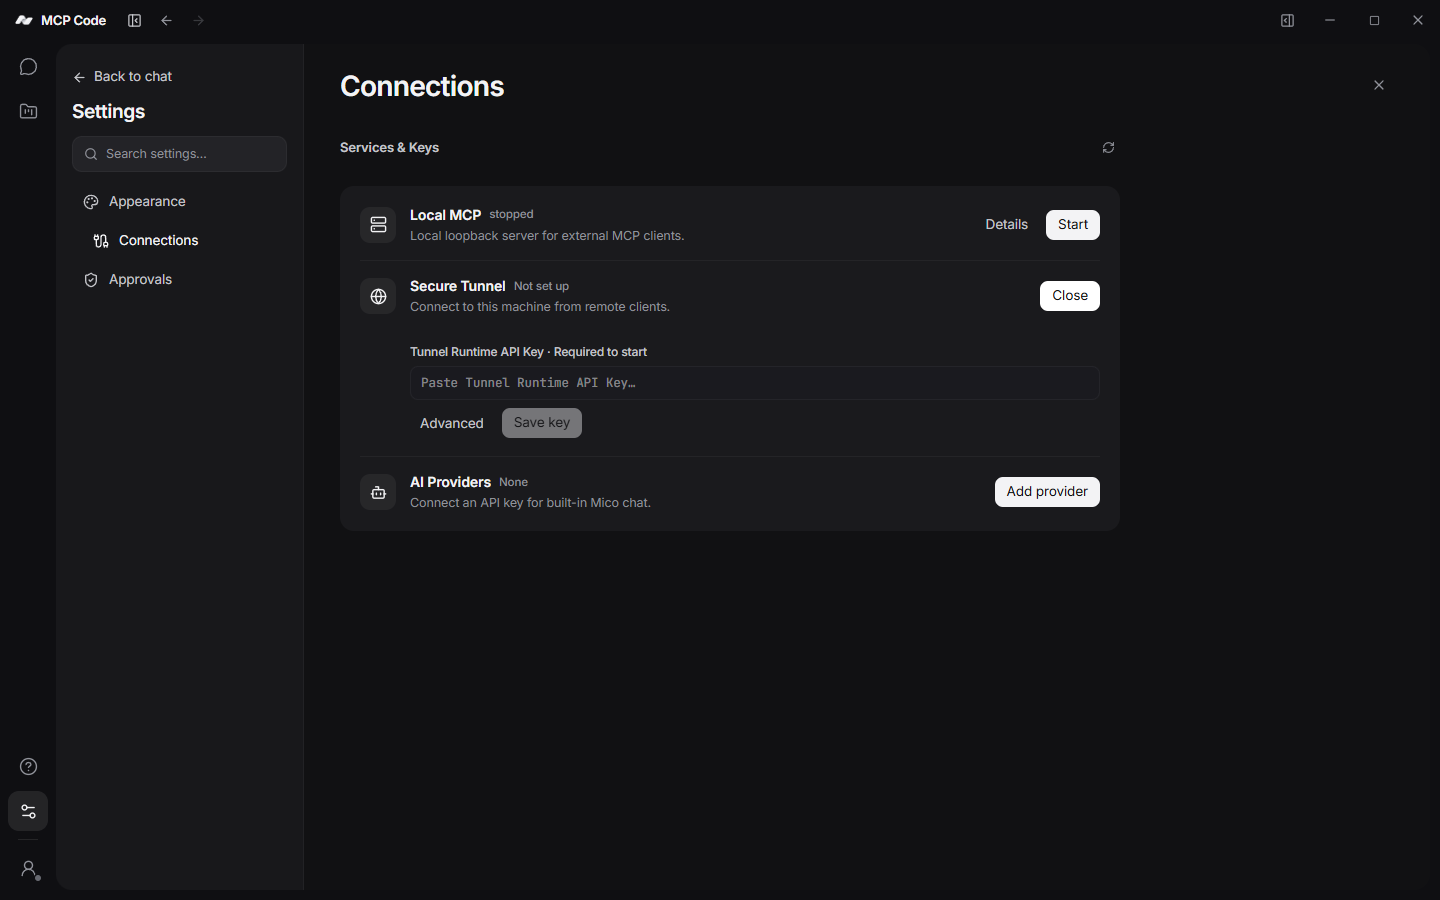 MCP Code
Back to chat
Settings
Search settings...
Appearance
Connections
Approvals
Connections
Services & Keys
Local MCP stopped
Local loopback server for external MCP clients.
Details
Start
Secure Tunnel Not set up
Connect to this machine from remote clients.
Close
Tunnel Runtime API Key · Required to start
Paste Tunnel Runtime API Key…
Advanced
Save key
AI Providers None
Connect an API key for built-in Mico chat.
Add provider